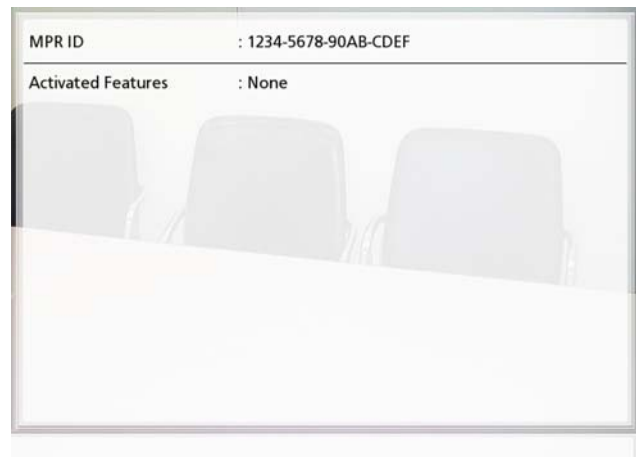 MPR ID : 1234-5678-90AB-CDEF
Activated Features : None